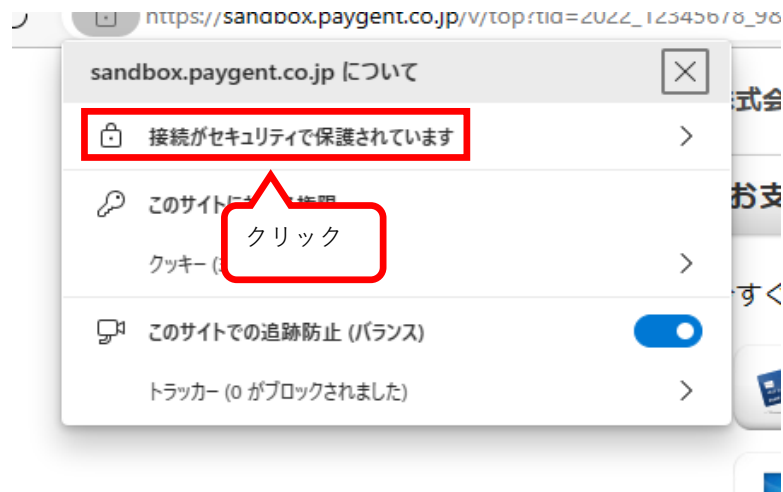 https://sandbox.paygent.co.jp/v/top?tid=2022_12345678_98
sandbox.paygent.co.jp について
式会
接続がセキュリティで保護されています
お支
このサイトに
クリック
クッキー
すぐ
このサイトでの追跡防止 (バランス)
トラッカー (0 がブロックされました)